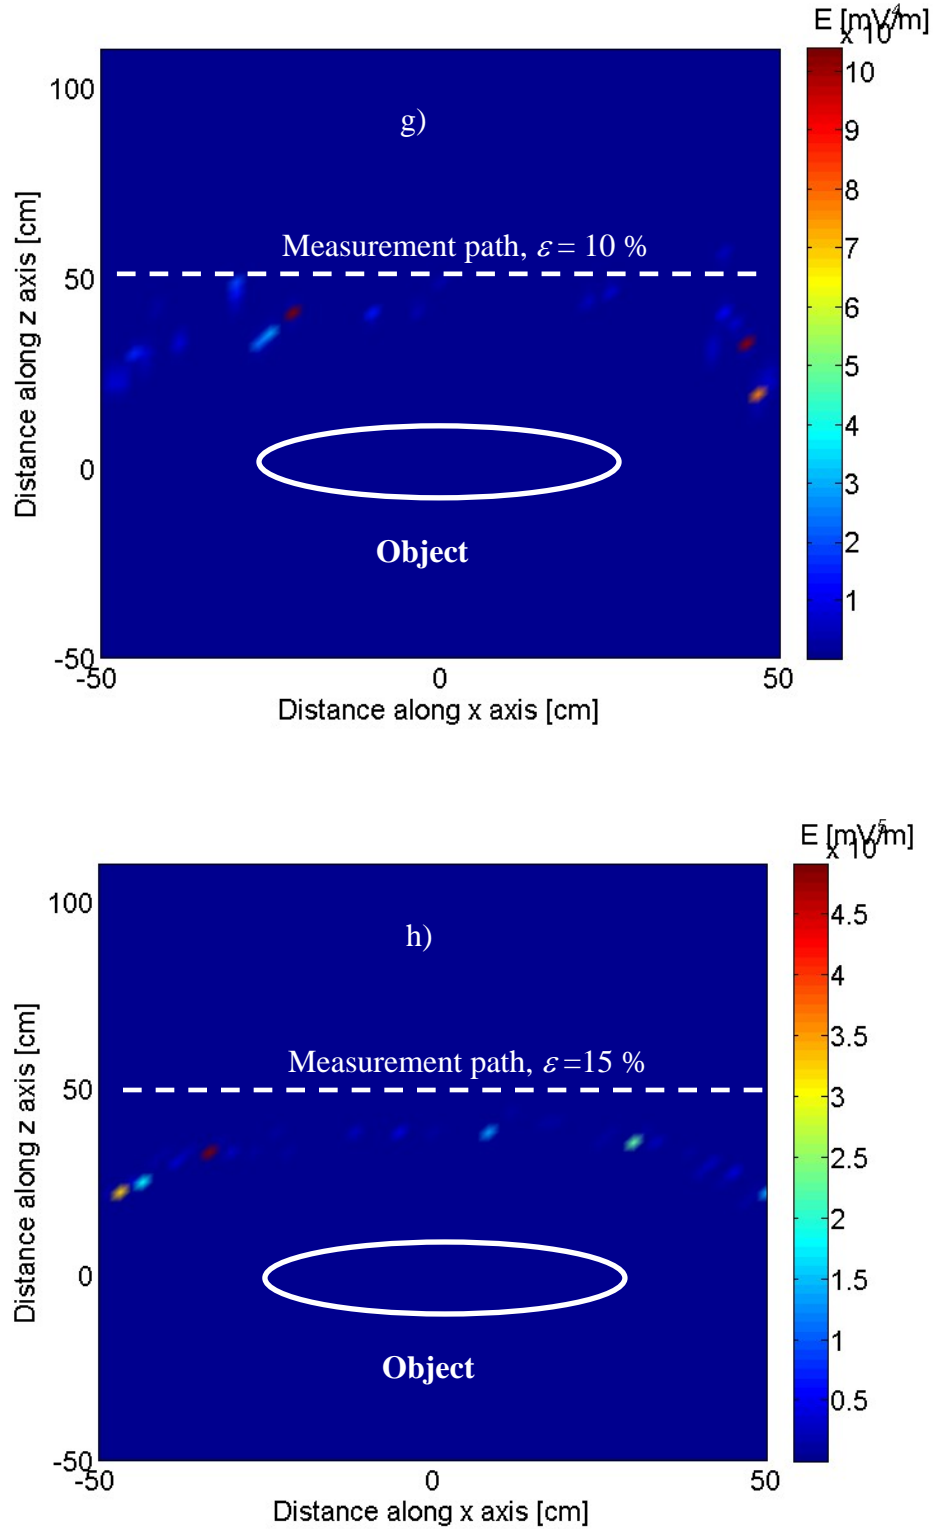 E [mV/m]
x 10^4
100
g)
Measurement path, ε = 10 %
50
0
Object
-50
-50 0 50
Distance along x axis [cm]
Distance along z axis [cm]
10
9
8
7
6
5
4
3
2
1
E [mV/m]
x 10^5
100
h)
Measurement path, ε =15 %
50
0
Object
-50
-50 0 50
Distance along x axis [cm]
Distance along z axis [cm]
4.5
4
3.5
3
2.5
2
1.5
1
0.5